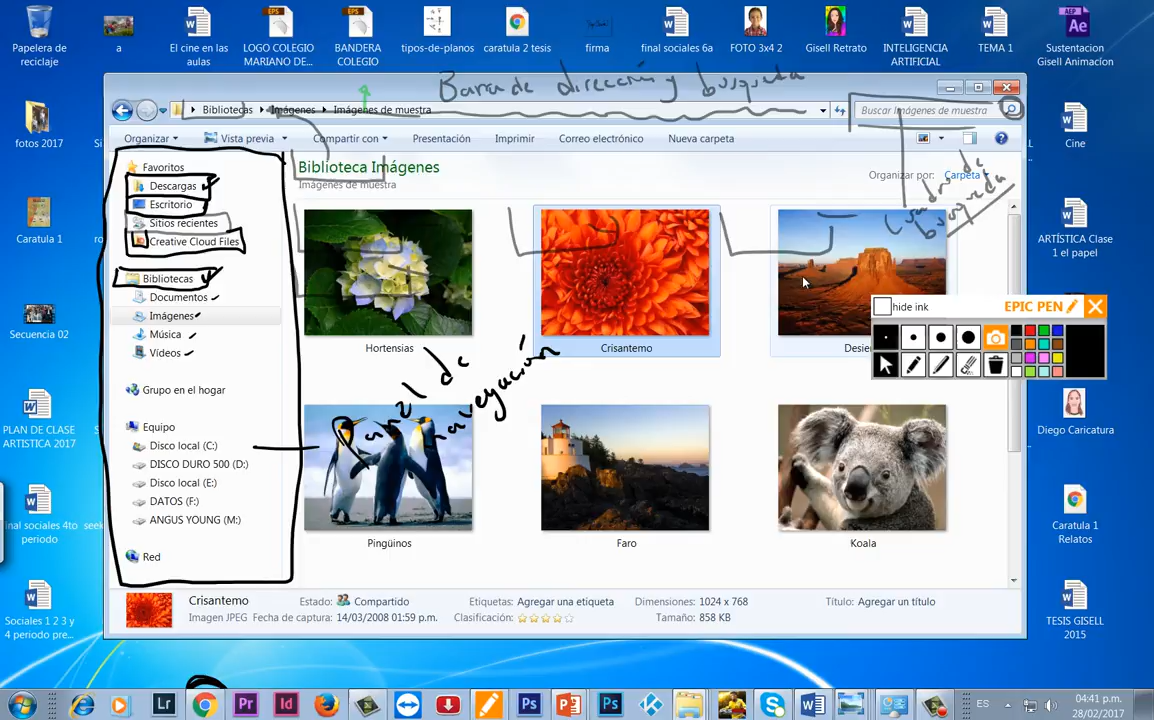 Papelera de
reciclaje
a
El cine en las
aulas
LOGO COLEGIO
MARIANO DE...
BANDERA
COLEGIO
tipos-de-planos
caratula 2 tesis
firma
final sociales 6a
FOTO 3x4 2
Gisell Retrato
INTELIGENCIA
ARTIFICIAL
TEMA 1
Sustentacion
Gisell Animacíon
fotos 2017
Caratula 1
Secuencia 02
PLAN DE CLASE
ARTISTICA 2017
inal sociales 4to
periodo
Sociales 1 2 3 y
4 periodo pre...
Cine
ARTÍSTICA Clase
1 el papel
Diego Caricatura
Caratula 1
Relatos
TESIS GISELL
2015
Barra de dirección y búsqueda
Bibliotecas
Imágenes
Imágenes de muestra
Buscar Imágenes de muestra
Organizar
Vista previa
Compartir con
Presentación
Imprimir
Correo electrónico
Nueva carpeta
Favoritos
Descargas
Escritorio
Sitios recientes
Creative Cloud Files
Bibliotecas
Documentos
Imágenes
Música
Vídeos
Grupo en el hogar
Equipo
Disco local (C:)
DISCO DURO 500 (D:)
Disco local (E:)
DATOS (F:)
ANGUS YOUNG (M:)
Red
Biblioteca Imágenes
Imágenes de muestra
Organizar por: Carpeta
Cuadro de
búsqueda
Hortensias
Crisantemo
Desier
Panel de
navegación
Pingüinos
Faro
Koala
hide ink
EPIC PEN
Crisantemo
Imagen JPEG
Estado: Compartido
Fecha de captura: 14/03/2008 01:59 p.m.
Etiquetas: Agregar una etiqueta
Clasificación:
Dimensiones: 1024 x 768
Tamaño: 858 KB
Título: Agregar un título
ES
04:41 p.m.
28/02/2017